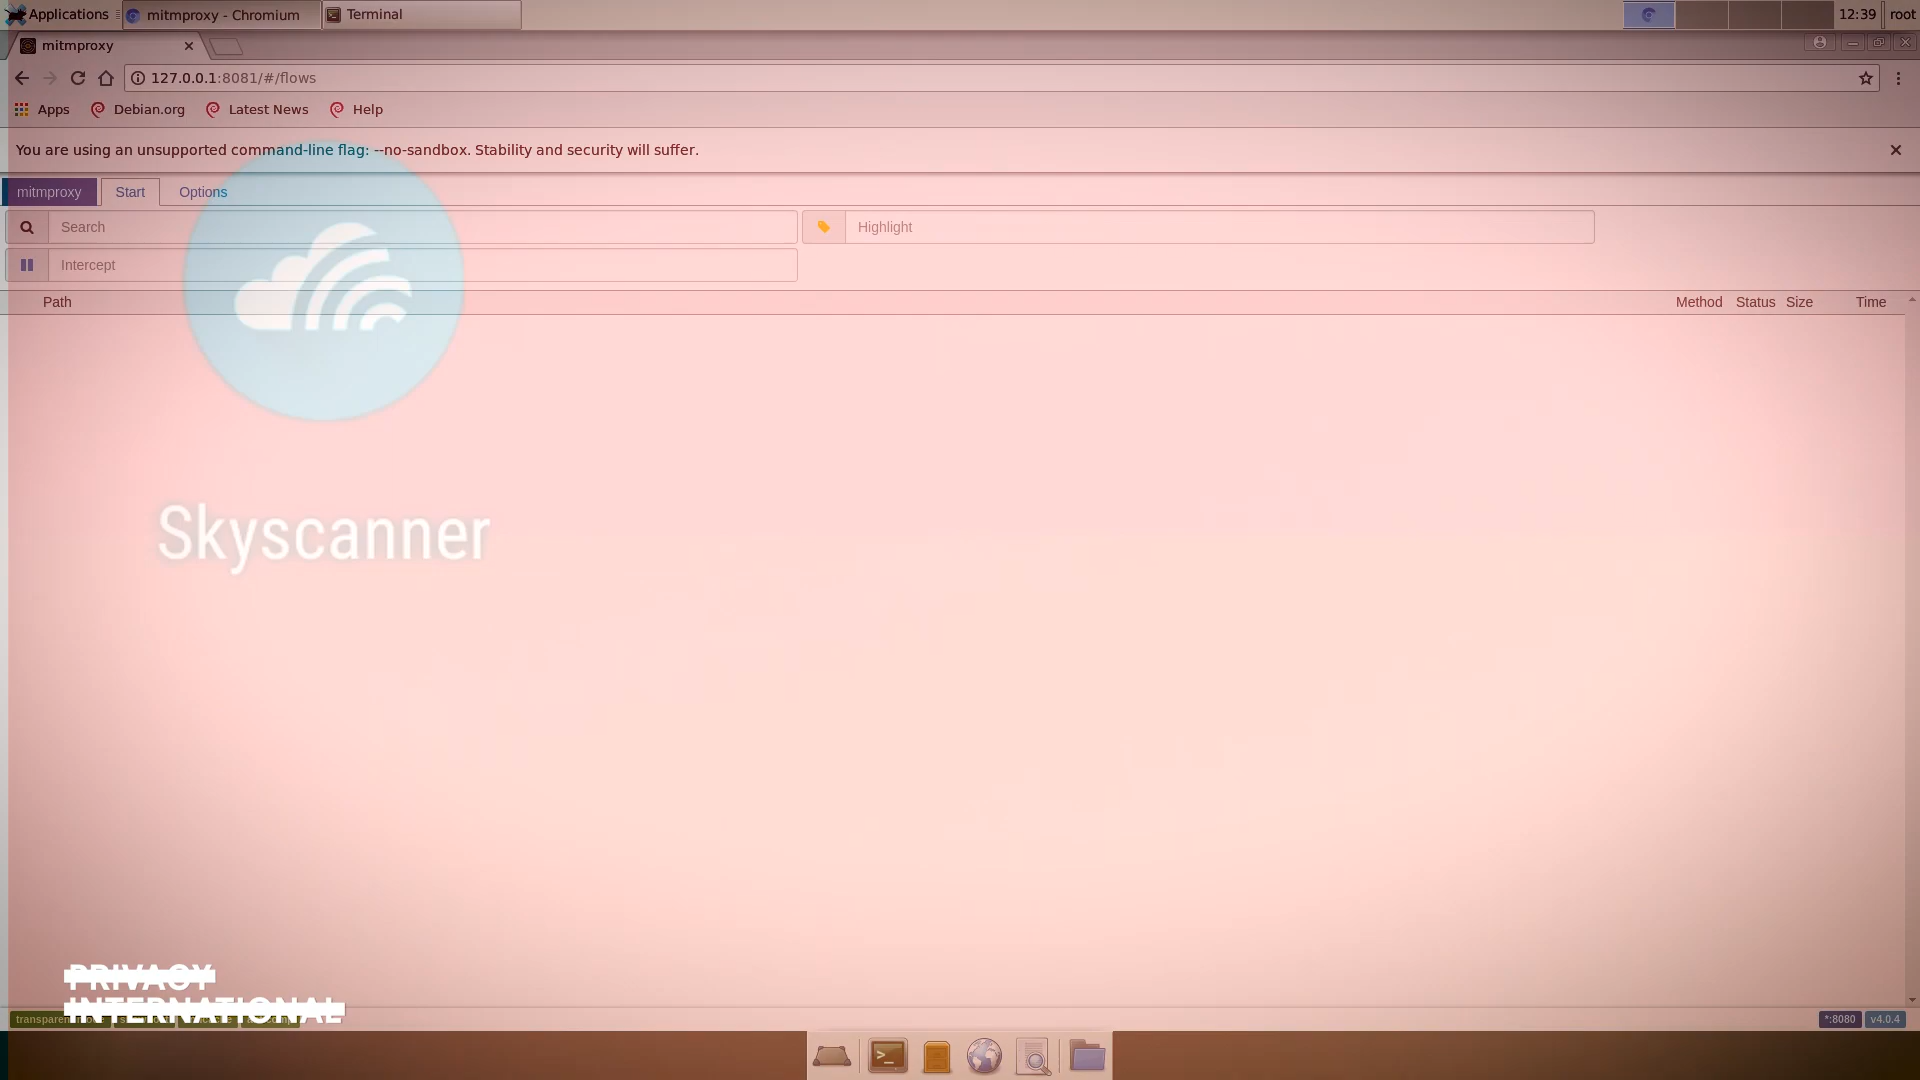 Applications
mitmproxy - Chromium
Terminal
12:39
root
mitmproxy
127.0.0.1:8081/#/flows
Apps
Debian.org
Latest News
Help
You are using an unsupported command-line flag: --no-sandbox. Stability and security will suffer.
mitmproxy
Start
Options
Search
Highlight
Intercept
Path
Method
Status
Size
Time
Skyscanner
PRIVACY
INTERNATIONAL
*:8080
v4.0.4